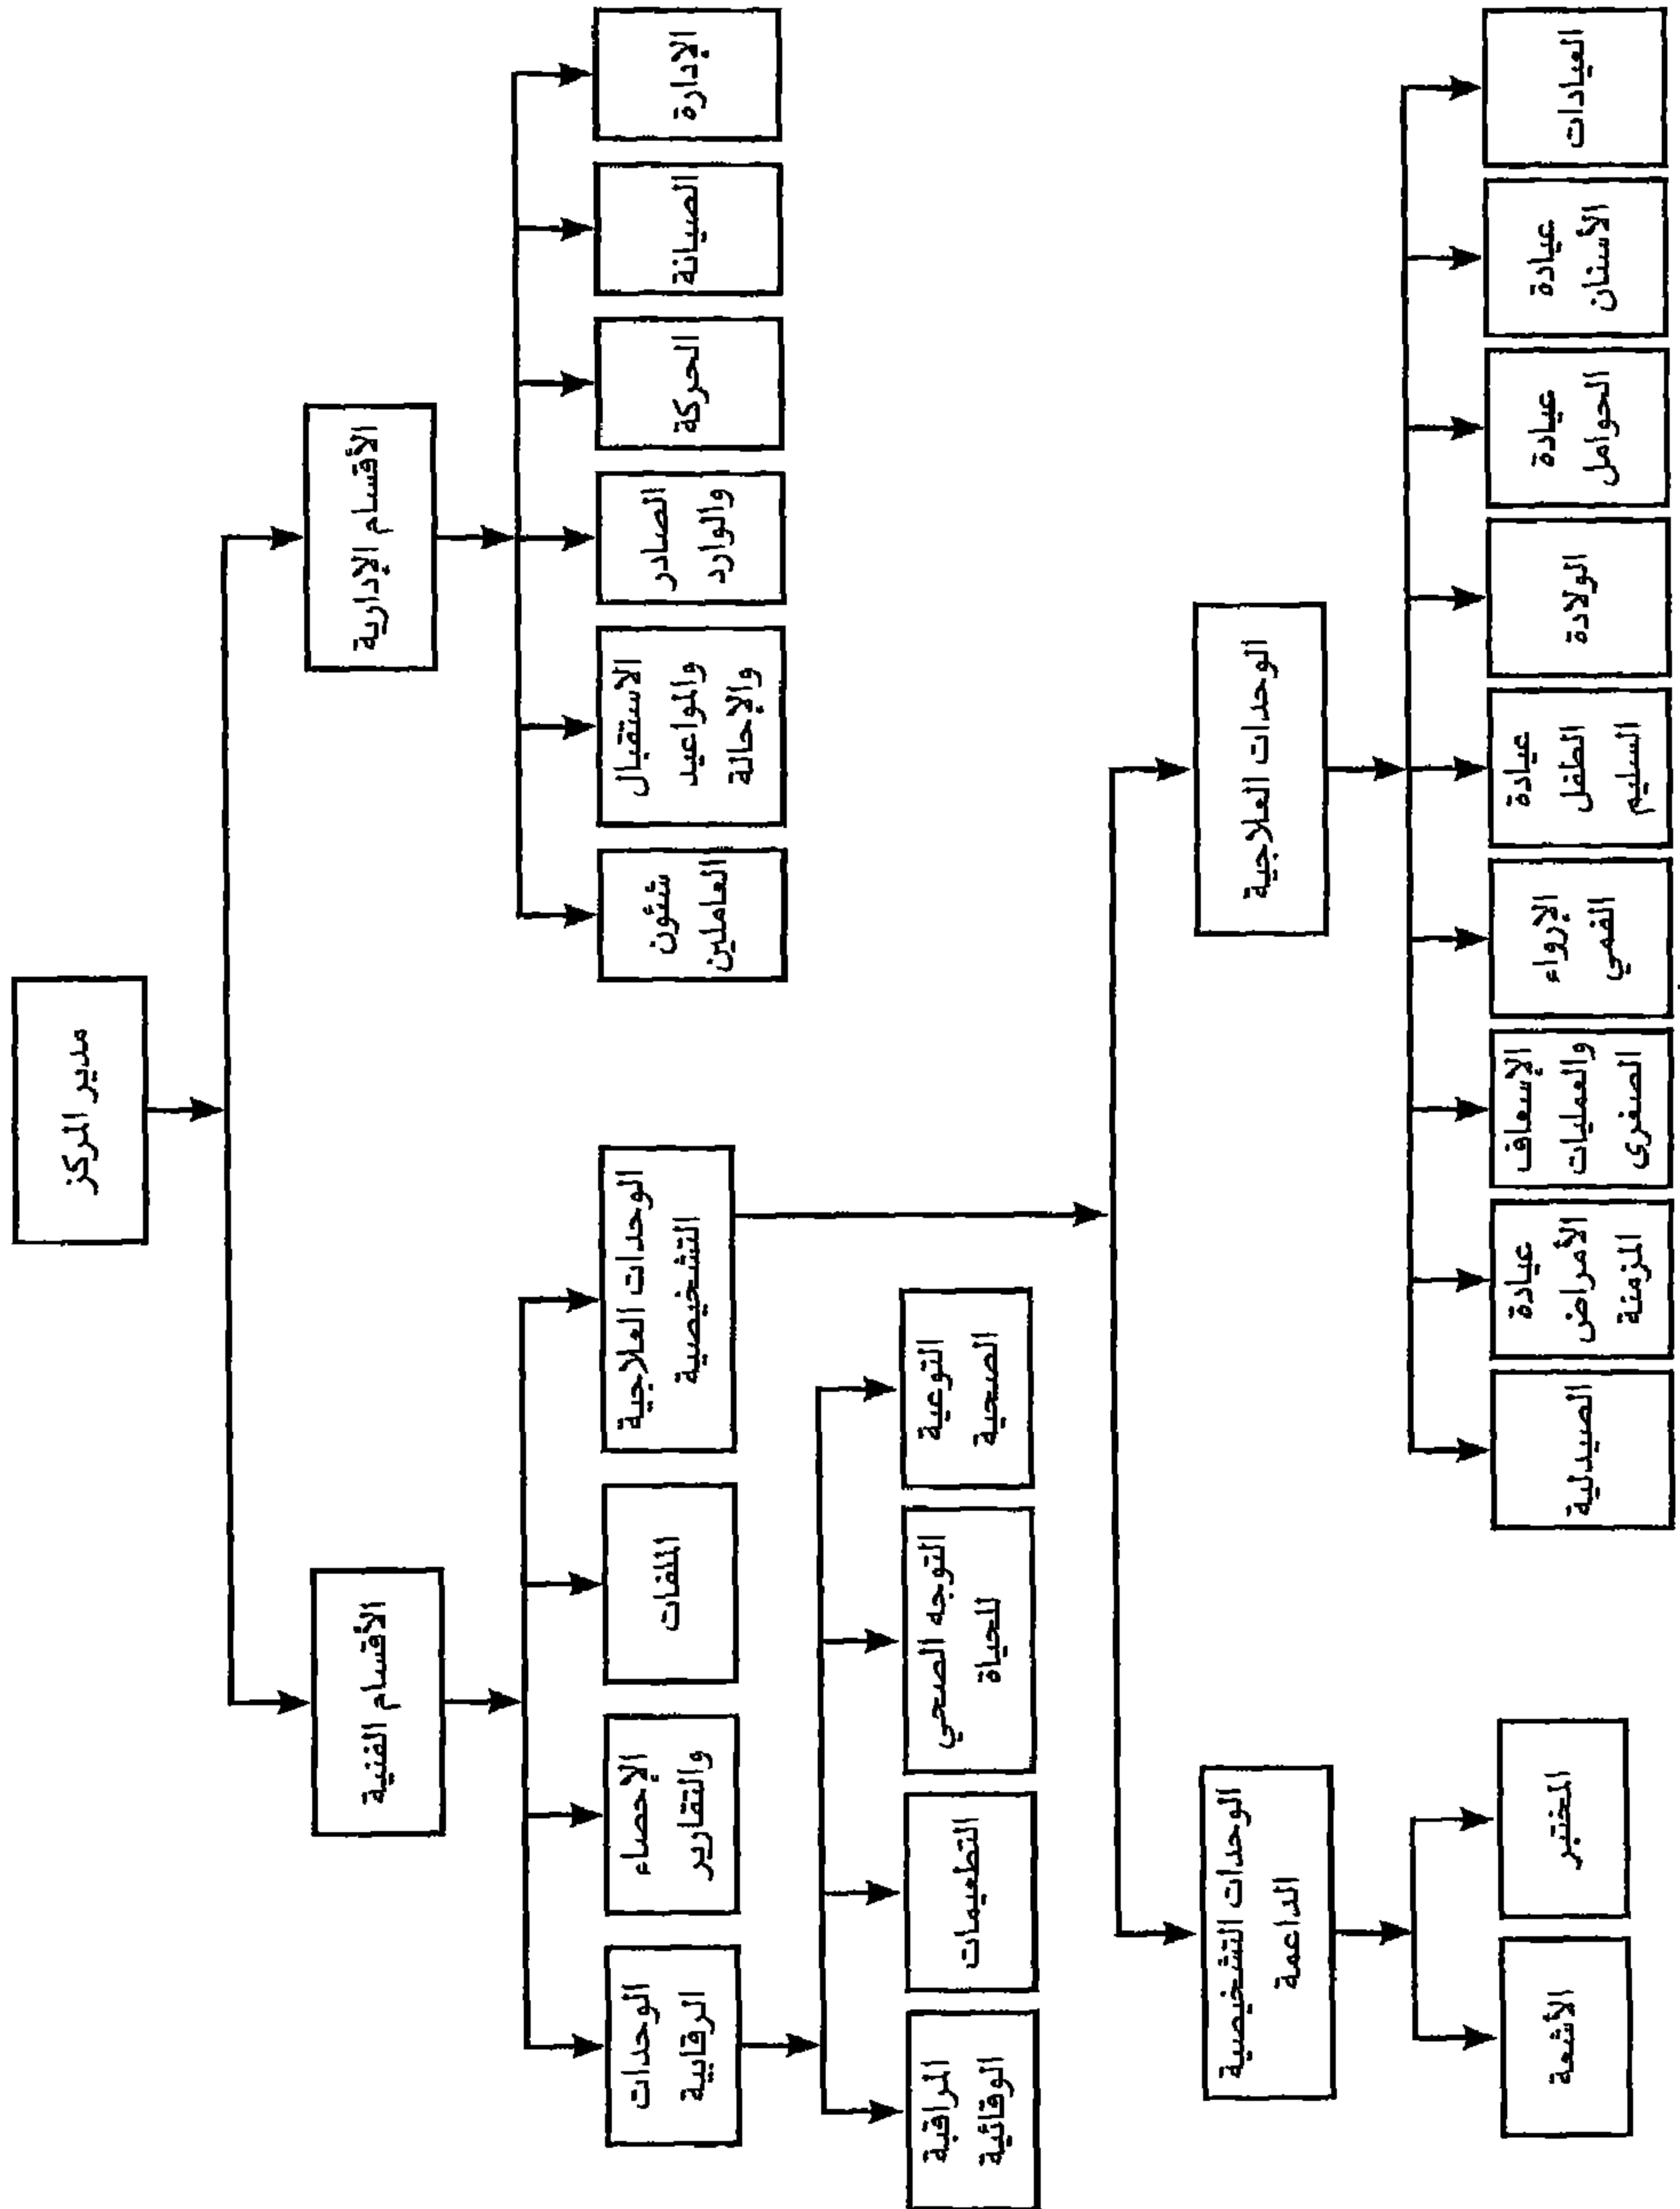 مدير المركز
الأقسام الإدارية
الأقسام الفنية
الإدارة
الصيانة
الحركة
الصادر
والوارد
الاستقبال
والمواعيد
والإحالة
شئون
العاملين
الوحدات العلاجية
التشخيصية
الملفات
الإحصاء
والتقارير
الوحدات
الرقابية
التوعية
الصحية
التوجه الصحي
للحياة
التطعيمات
المراقبة
الوقائية
الوحدات العلاجية
الوحدات التشخيصية
الداعمة
العيادات
عيادة
الأسنان
عيادة
الحوامل
الولادة
عيادة
الطفل
السليم
الإرواء
الفمي
الإسعاف
والعمليات
الصغرى
عيادة
الأمراض
المزمنة
الصيدلية
المختبر
الأشعة